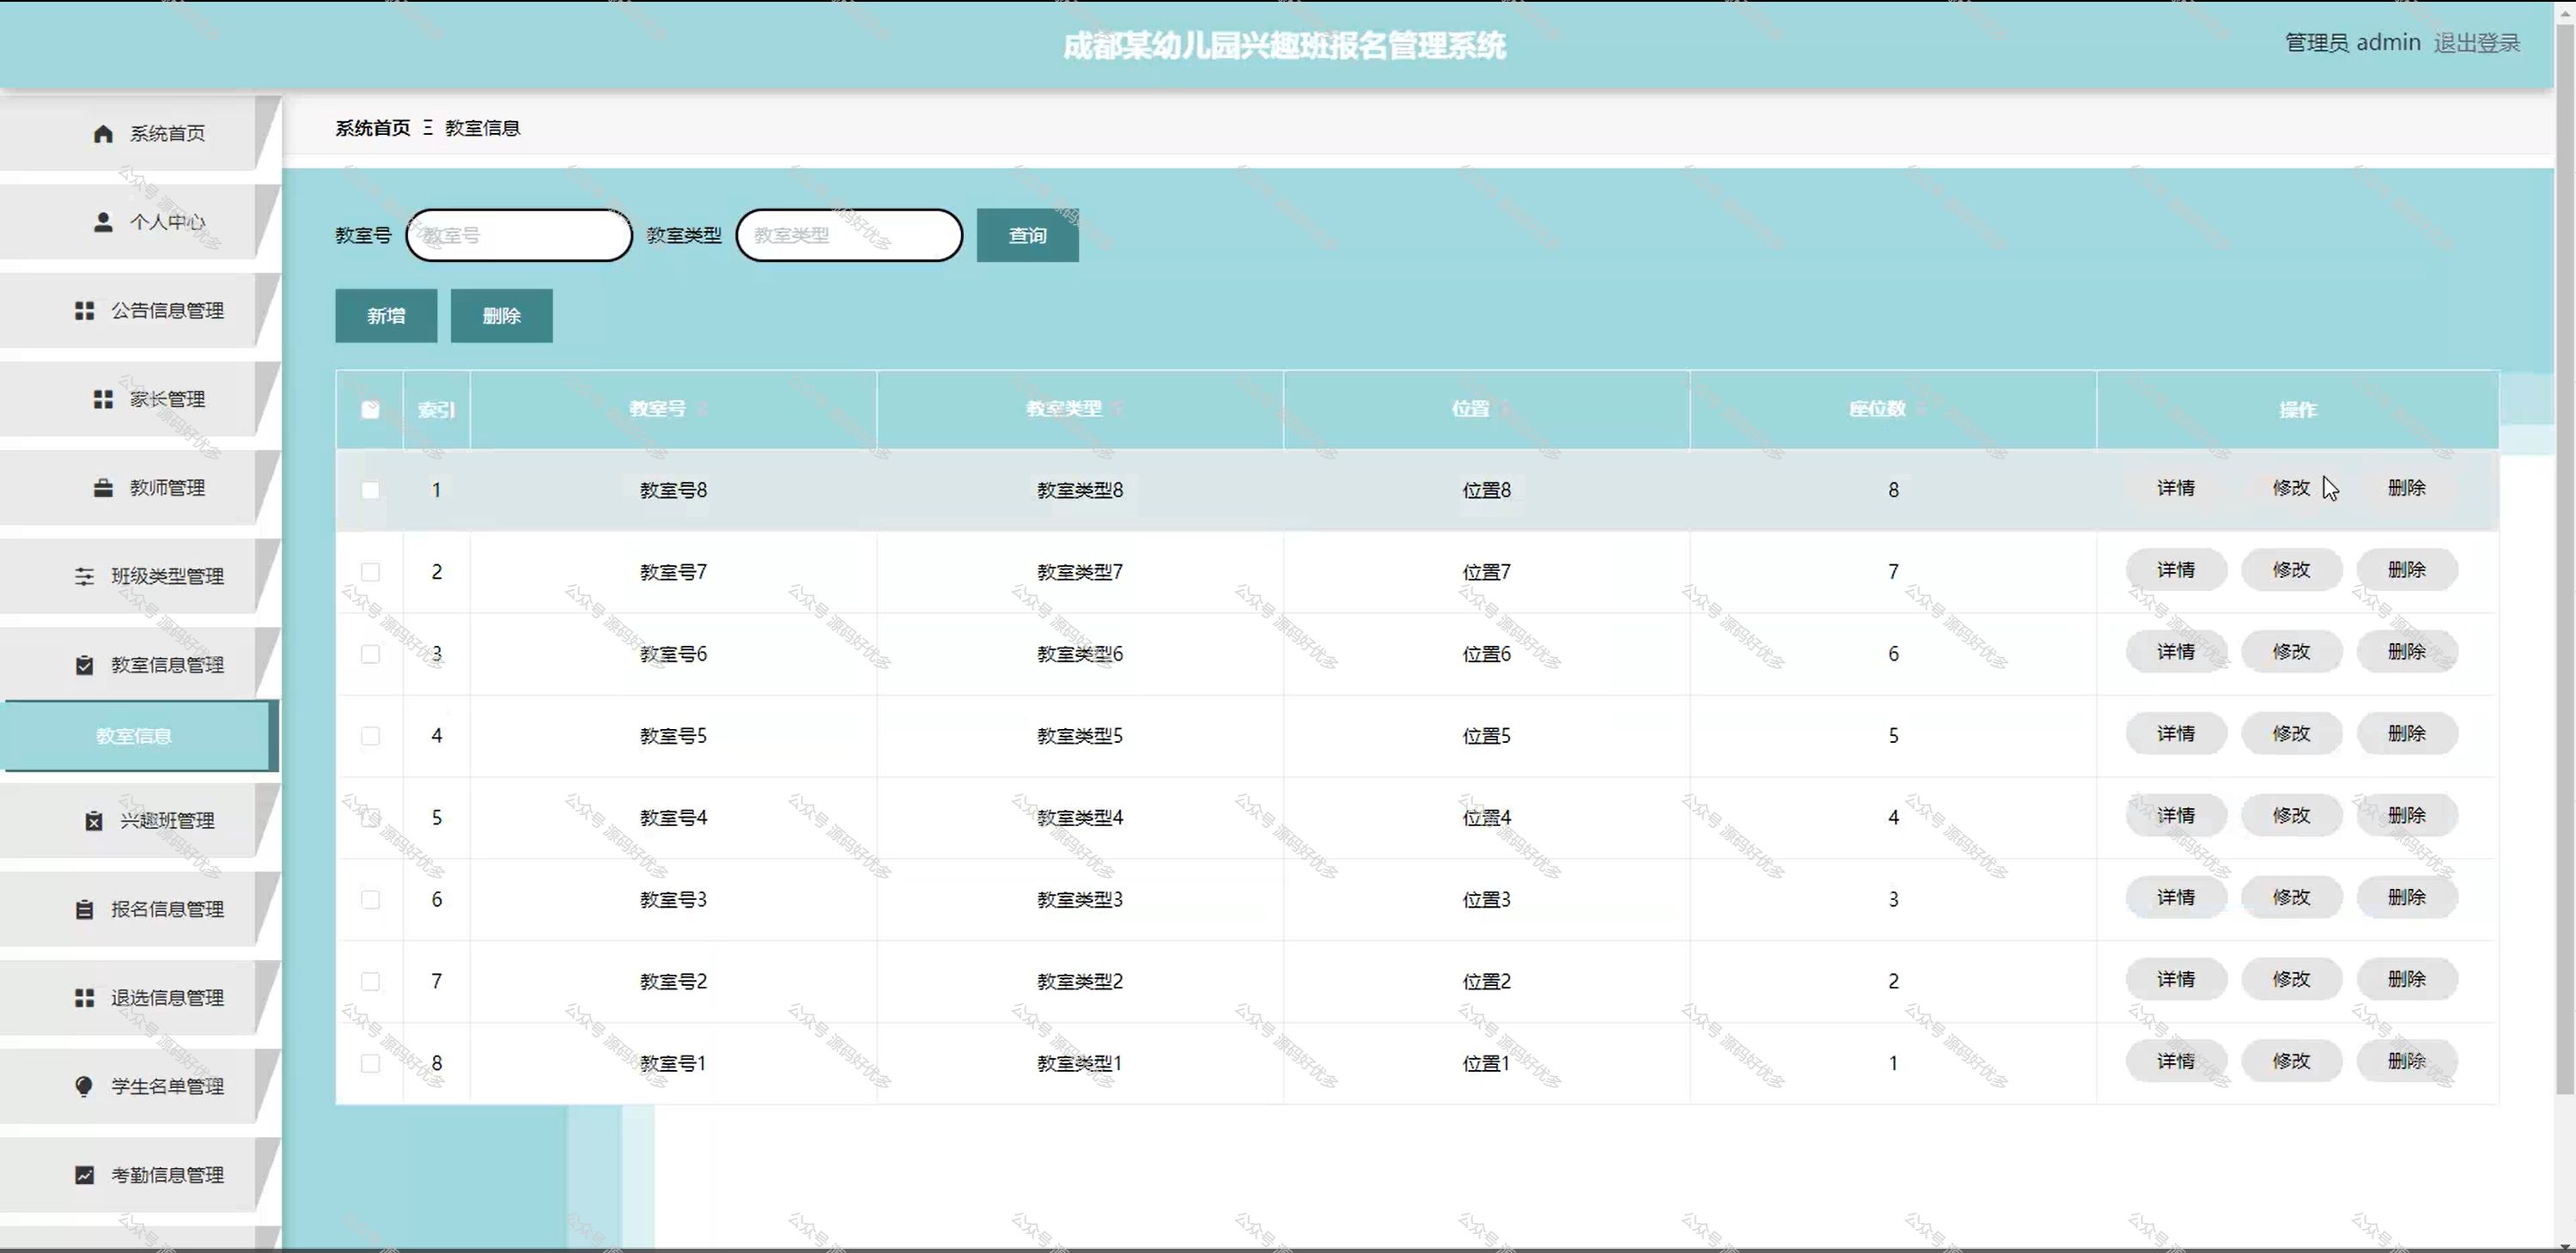 成都某幼儿园兴趣班报名管理系统
管理员 admin 退出登录
系统首页
个人中心
公告信息管理
家长管理
教师管理
班级类型管理
教室信息管理
教室信息
兴趣班管理
报名信息管理
退选信息管理
学生名单管理
考勤信息管理
系统首页 Ξ 教室信息
教室号 教室号 教室类型 教室类型 查询
新增 删除
索引 教室号 教室类型 位置 座位数 操作
1 教室号8 教室类型8 位置8 8 详情 修改 删除
2 教室号7 教室类型7 位置7 7 详情 修改 删除
3 教室号6 教室类型6 位置6 6 详情 修改 删除
4 教室号5 教室类型5 位置5 5 详情 修改 删除
5 教室号4 教室类型4 位置4 4 详情 修改 删除
6 教室号3 教室类型3 位置3 3 详情 修改 删除
7 教室号2 教室类型2 位置2 2 详情 修改 删除
8 教室号1 教室类型1 位置1 1 详情 修改 删除
公众号 源码好优多